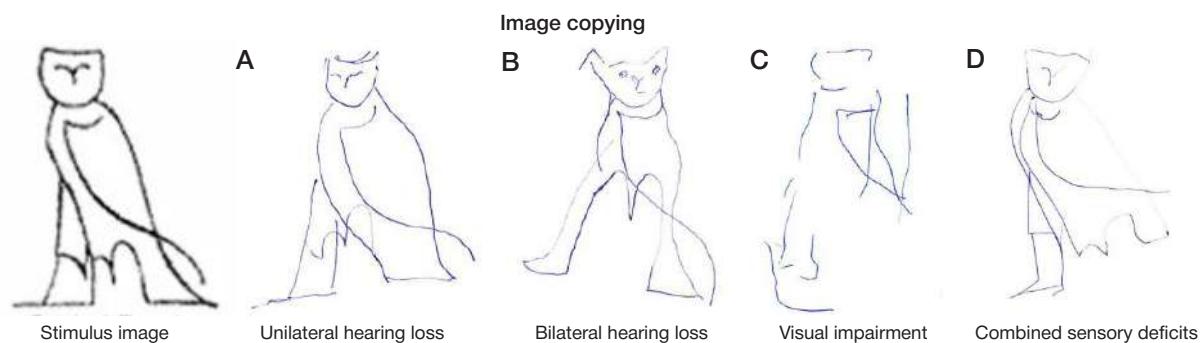 Image copying
A
B
C
D
Stimulus image
Unilateral hearing loss
Bilateral hearing loss
Visual impairment
Combined sensory deficits